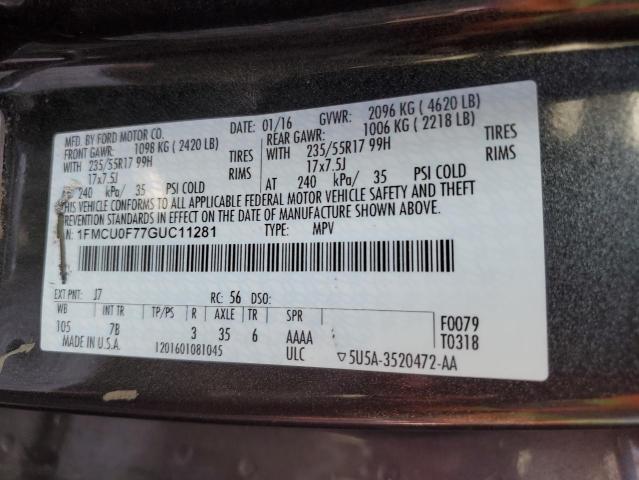 MFD. BY FORD MOTOR CO.
DATE: 01/16 GVWR: 2096 KG ( 4620 LB)
FRONT GAWR: 1098 KG ( 2420 LB) REAR GAWR: 1006 KG ( 2218 LB)
WITH 235/55R17 99H TIRES WITH 235/55R17 99H TIRES
17x7.5J RIMS 17x7.5J RIMS
AT 240 kPa/ 35 PSI COLD AT 240 kPa/ 35 PSI COLD
CONFORMS TO ALL APPLICABLE FEDERAL MOTOR VEHICLE SAFETY AND THEFT
PREVENTION STANDARDS IN EFFECT ON THE DATE OF MANUFACTURE SHOWN ABOVE.
N: 1FMCU0F77GUC11281 TYPE: MPV
EXT PNT: J7 RC: 56 DSO:
WB INT TR TP/PS R AXLE TR SPR
105 7B 3 35 6 AAAA F0079
MADE IN U.S.A. 1201601081045 ULC T0318
▽5U5A-3520472-AA